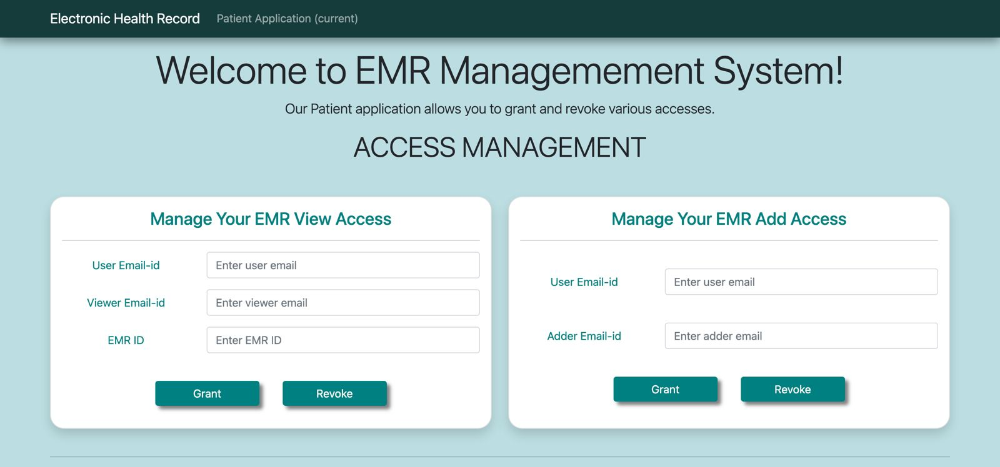 Electronic Health Record Patient Application (current)
Welcome to EMR Managemement System!
Our Patient application allows you to grant and revoke various accesses.
ACCESS MANAGEMENT
Manage Your EMR View Access
User Email-id Enter user email
Viewer Email-id Enter viewer email
EMR ID Enter EMR ID
Grant Revoke
Manage Your EMR Add Access
User Email-id Enter user email
Adder Email-id Enter adder email
Grant Revoke